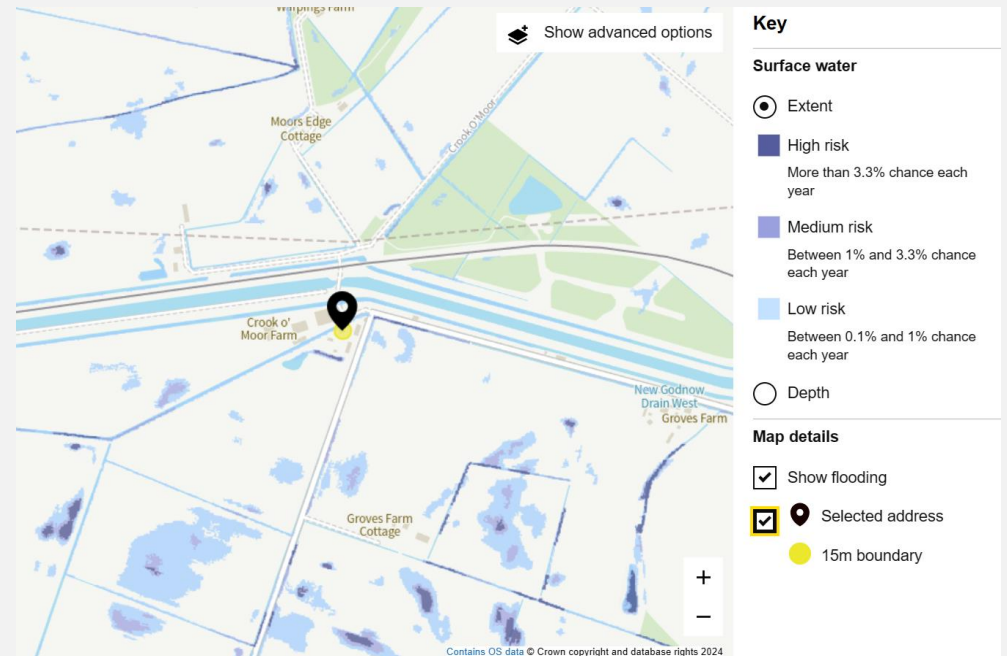 Warpings Farm
Show advanced options
Moors Edge
Cottage
Crook O'Moor
Crook o'
Moor Farm
New Godnow
Drain West
Groves Farm
Groves Farm
Cottage
+
−
Contains OS data © Crown copyright and database rights 2024
Key
Surface water
Extent
High risk
More than 3.3% chance each
year
Medium risk
Between 1% and 3.3% chance
each year
Low risk
Between 0.1% and 1% chance
each year
Depth
Map details
Show flooding
Selected address
15m boundary